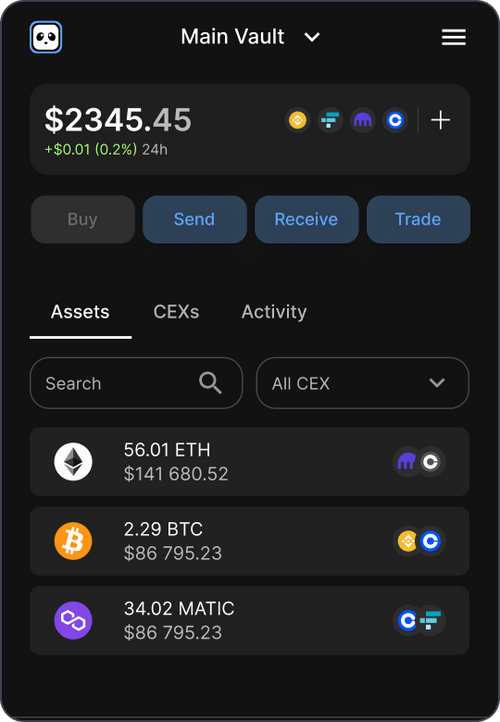 Main Vault
$2345.45
+$0.01 (0.2%) 24h
Buy Send Receive Trade
Assets CEXs Activity
Search All CEX
56.01 ETH
$141 680.52
2.29 BTC
$86 795.23
34.02 MATIC
$86 795.23